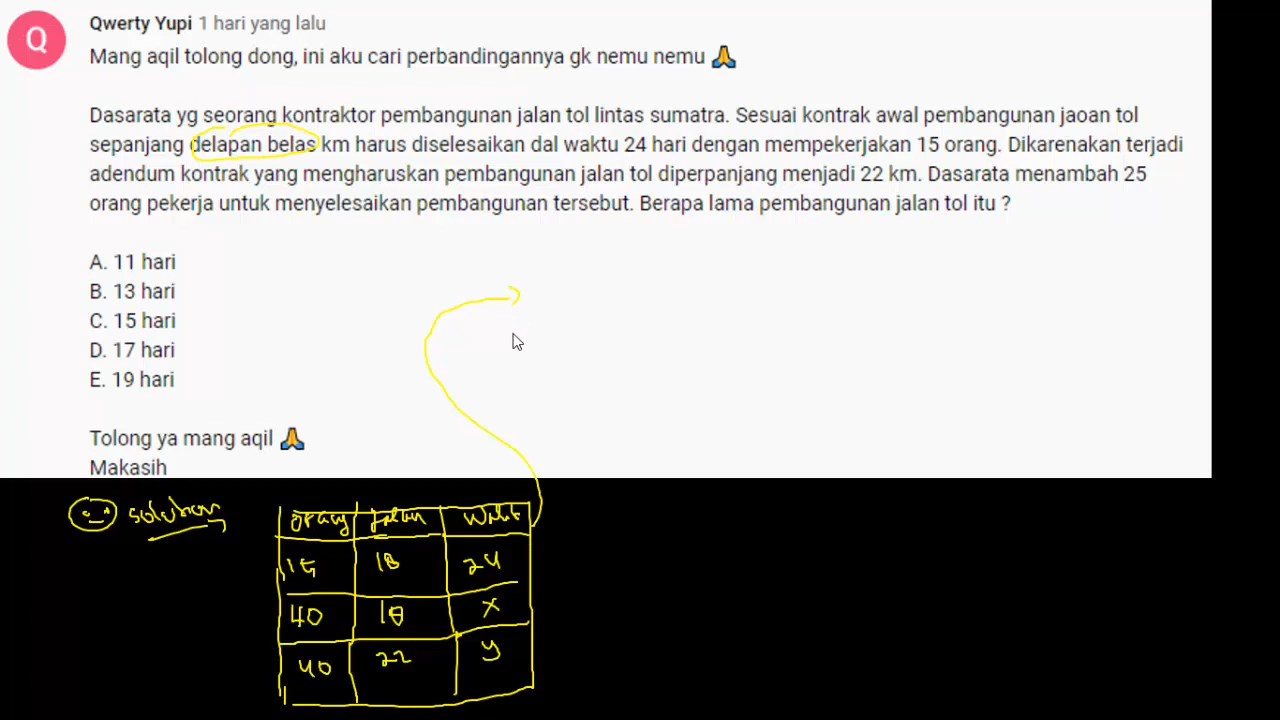 Q
Qwerty Yupi 1 hari yang lalu
Mang aqil tolong dong, ini aku cari perbandingannya gk nemu nemu 🙏
Dasarata yg seorang kontraktor pembangunan jalan tol lintas sumatra. Sesuai kontrak awal pembangunan jaoan tol
sepanjang delapan belas km harus diselesaikan dal waktu 24 hari dengan mempekerjakan 15 orang. Dikarenakan terjadi
adendum kontrak yang mengharuskan pembangunan jalan tol diperpanjang menjadi 22 km. Dasarata menambah 25
orang pekerja untuk menyelesaikan pembangunan tersebut. Berapa lama pembangunan jalan tol itu ?
A. 11 hari
B. 13 hari
C. 15 hari
D. 17 hari
E. 19 hari
Tolong ya mang aqil 🙏
Makasih
solution
orang jalan
15 18 24
40 18 x
40 22 y